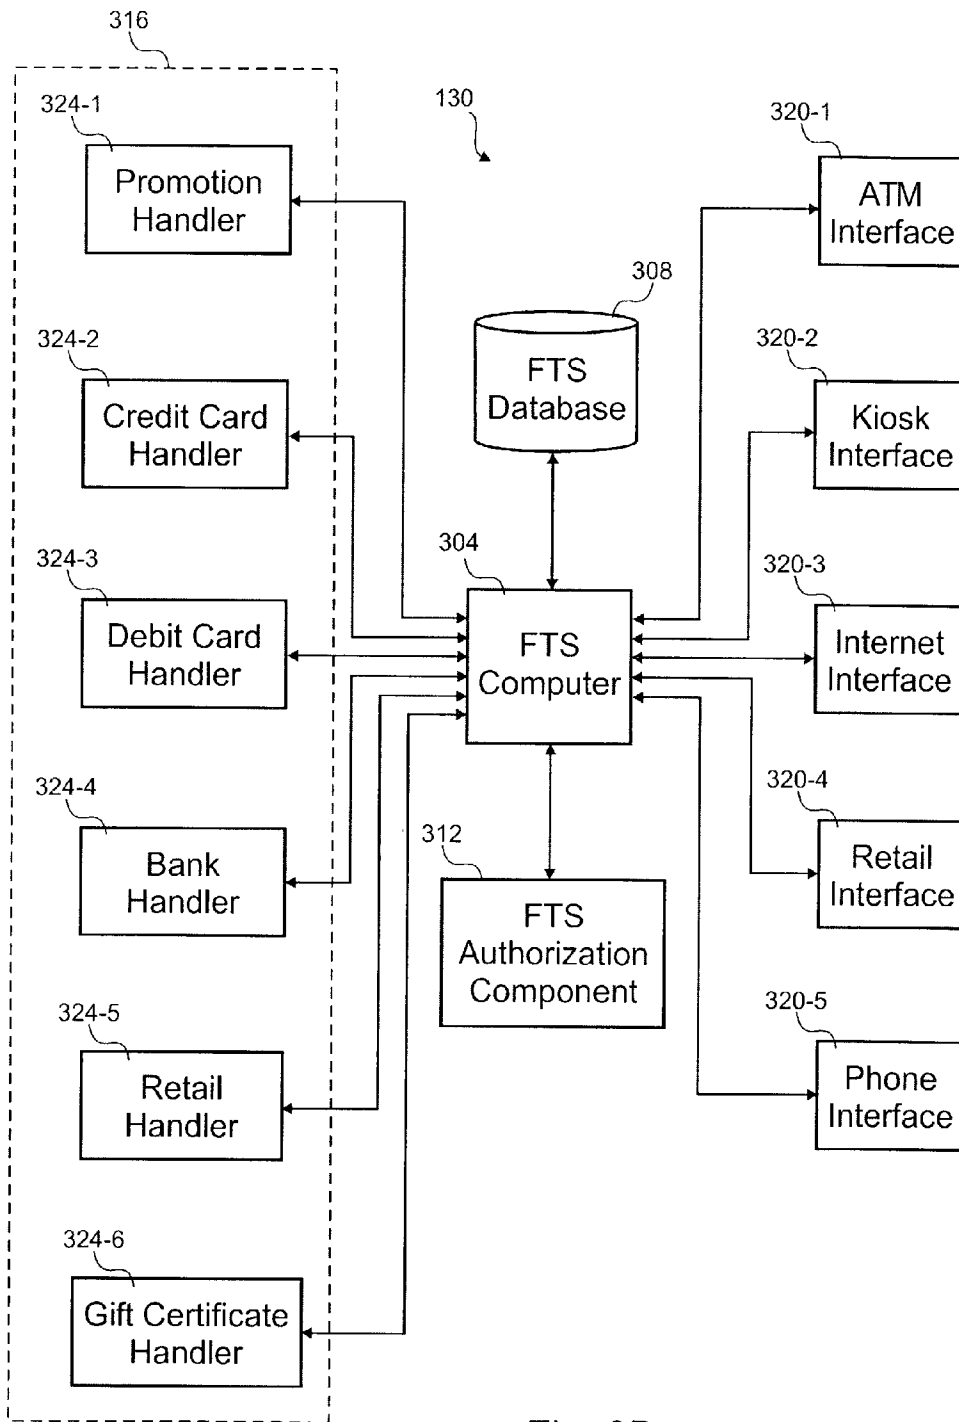 316
324-1
Promotion
Handler
130
320-1
ATM
Interface
324-2
Credit Card
Handler
308
FTS
Database
320-2
Kiosk
Interface
324-3
Debit Card
Handler
304
FTS
Computer
320-3
Internet
Interface
324-4
Bank
Handler
312
FTS
Authorization
Component
320-4
Retail
Interface
324-5
Retail
Handler
320-5
Phone
Interface
324-6
Gift Certificate
Handler